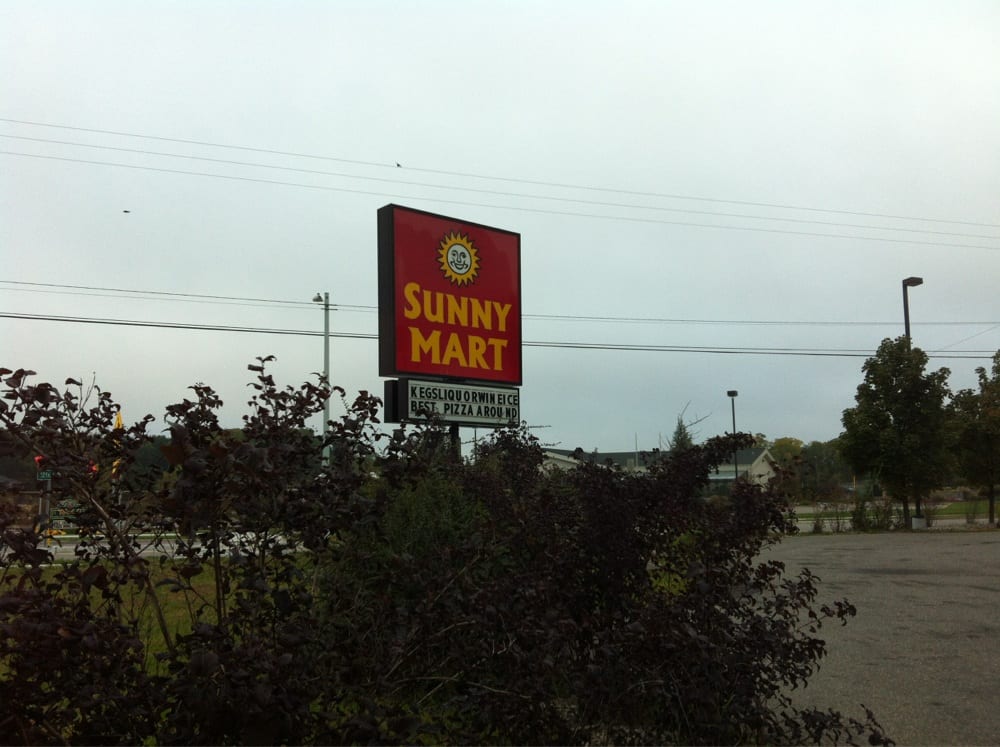 SUNNY
MART
KEGSLIQUORWINEICE
BEST PIZZA AROUND